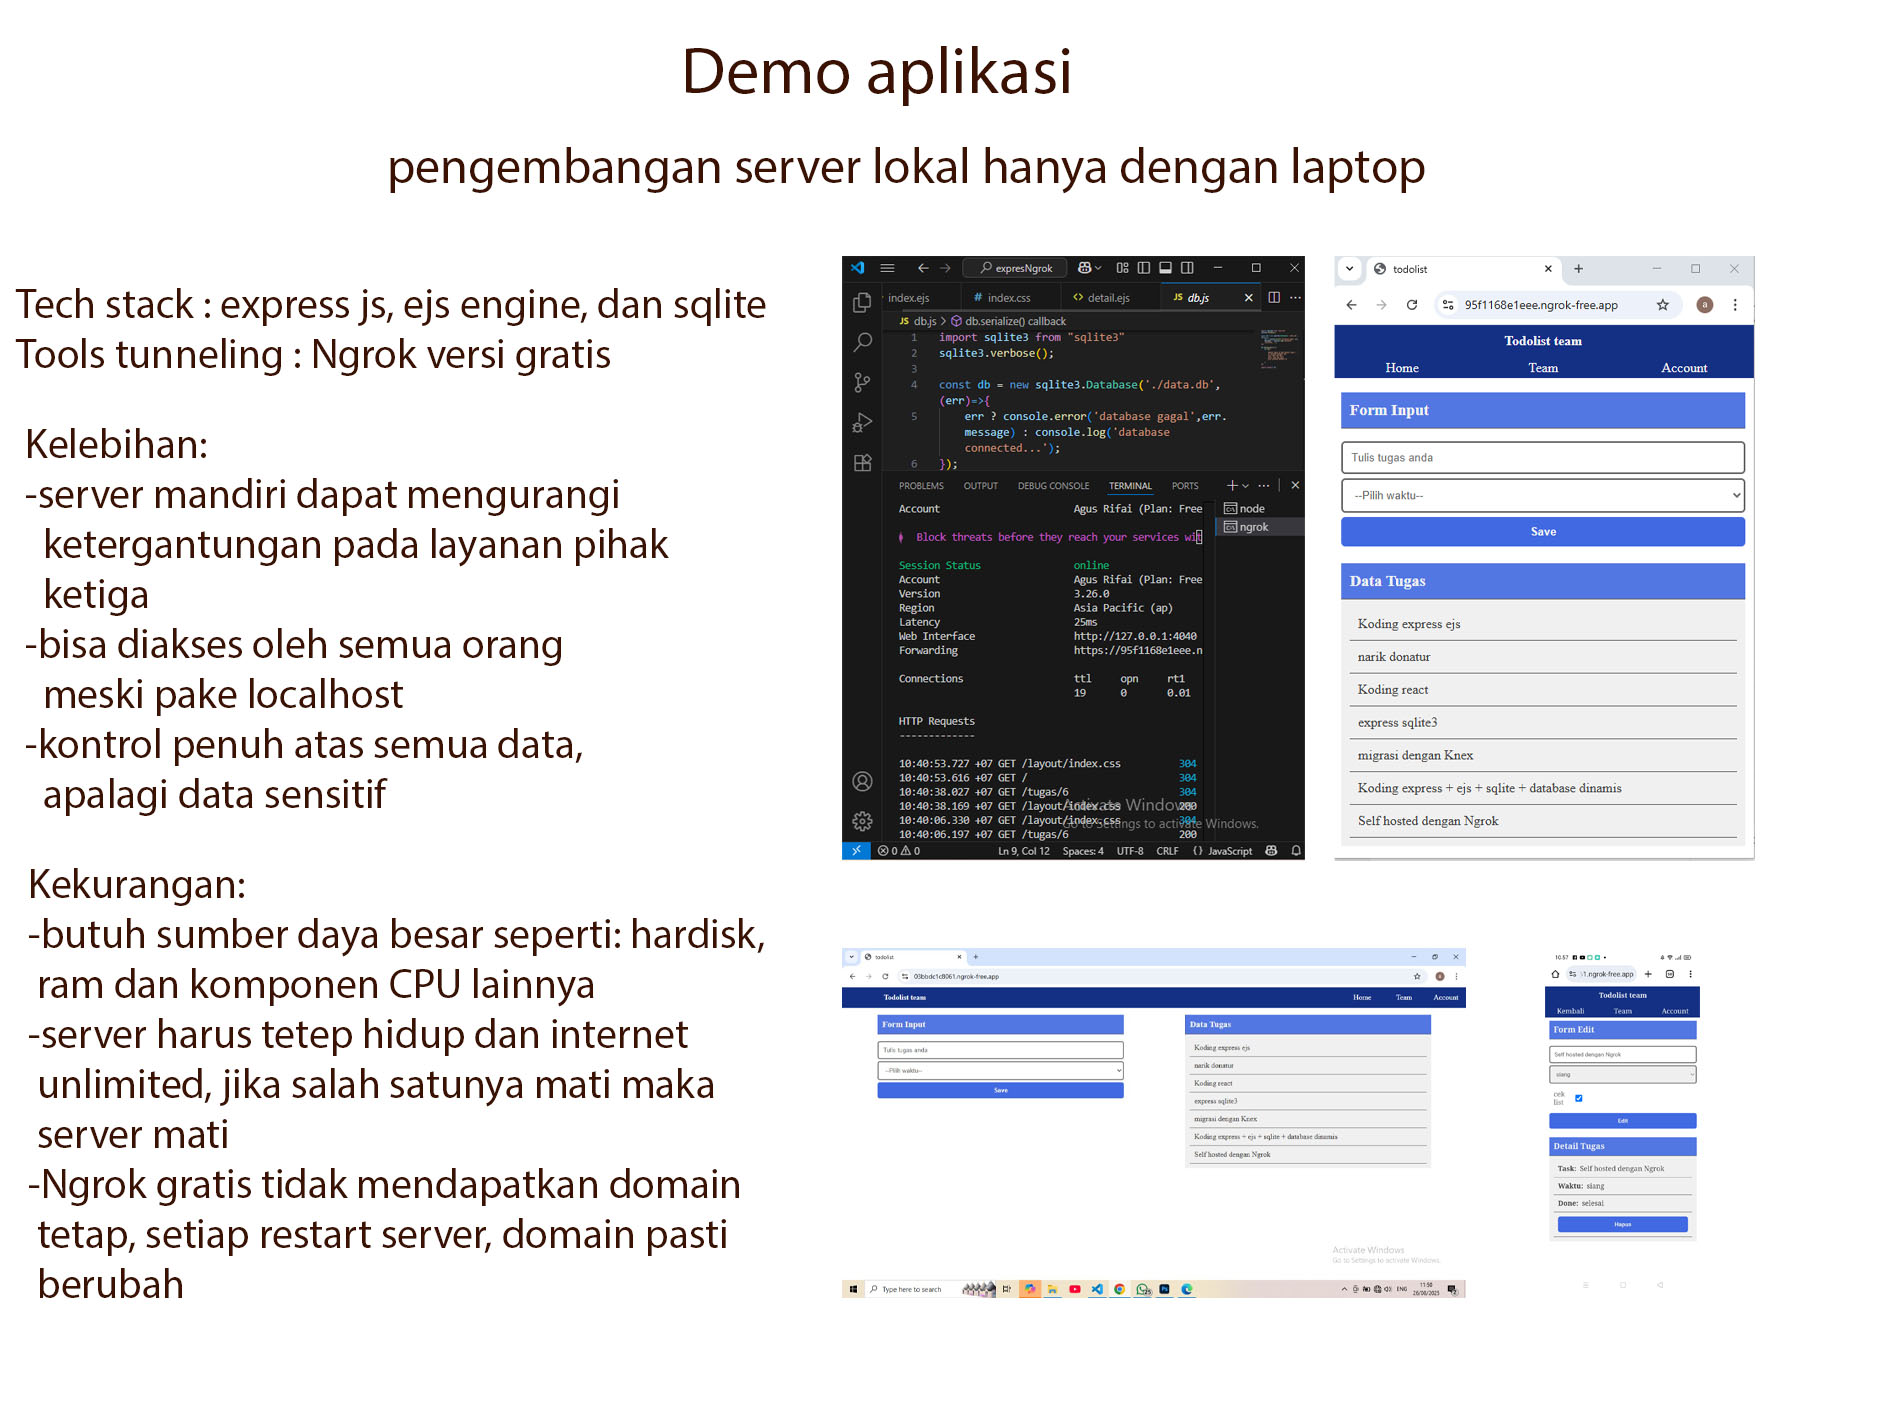 Demo aplikasi
pengembangan server lokal hanya dengan laptop
Tech stack : express js, ejs engine, dan sqlite
Tools tunneling : Ngrok versi gratis
Kelebihan:
-server mandiri dapat mengurangi
ketergantungan pada layanan pihak
ketiga
-bisa diakses oleh semua orang
meski pake localhost
-kontrol penuh atas semua data,
apalagi data sensitif
Kekurangan:
-butuh sumber daya besar seperti: hardisk,
ram dan komponen CPU lainnya
-server harus tetep hidup dan internet
unlimited, jika salah satunya mati maka
server mati
-Ngrok gratis tidak mendapatkan domain
tetap, setiap restart server, domain pasti
berubah
expresNgrok
index.ejs # index.css <> detail.ejs JS db.js
JS db.js > db.serialize() callback
1 import sqlite3 from "sqlite3"
2 sqlite3.verbose();
3
4 const db = new sqlite3.Database('./data.db',
(err)=>{
5 err ? console.error('database gagal',err.
message) : console.log('database
connected...');
6 });
PROBLEMS OUTPUT DEBUG CONSOLE TERMINAL PORTS
node
ngrok
Account Agus Rifai (Plan: Free
Block threats before they reach your services wit
Session Status online
Account Agus Rifai (Plan: Free
Version 3.26.0
Region Asia Pacific (ap)
Latency 25ms
Web Interface http://127.0.0.1:4040
Forwarding https://95f1168e1eee.n
Connections ttl opn rt1
19 0 0.01
HTTP Requests
-------------
10:40:53.727 +07 GET /layout/index.css 304
10:40:53.616 +07 GET / 304
10:40:38.027 +07 GET /tugas/6 304
10:40:38.169 +07 GET /layout/index.css 200
10:40:06.330 +07 GET /layout/index.css 304
10:40:06.197 +07 GET /tugas/6 200
Activate Windows
Go to Settings to activate Windows.
0 0 Ln 9, Col 12 Spaces: 4 UTF-8 CRLF {} JavaScript
todolist
95f1168e1eee.ngrok-free.app
a
Todolist team
Home Team Account
Form Input
Tulis tugas anda
--Pilih waktu--
Save
Data Tugas
Koding express ejs
narik donatur
Koding react
express sqlite3
migrasi dengan Knex
Koding express + ejs + sqlite + database dinamis
Self hosted dengan Ngrok
todolist
03bbdc1c8061.ngrok-free.app
Todolist team Home Team Account
Form Input
Tulis tugas anda
--Pilih waktu--
Save
Data Tugas
Koding express ejs
narik donatur
Koding react
express sqlite3
migrasi dengan Knex
Koding express + ejs + sqlite + database dinamis
Self hosted dengan Ngrok
Activate Windows
Go to Settings to activate Windows.
Type here to search
ENG
11:50
26/08/2025
10.57
1.ngrok-free.app
Todolist team
Kembali Team Account
Form Edit
Self hosted dengan Ngrok
siang
cek
list
Edit
Detail Tugas
Task: Self hosted dengan Ngrok
Waktu: siang
Done: selesai
Hapus